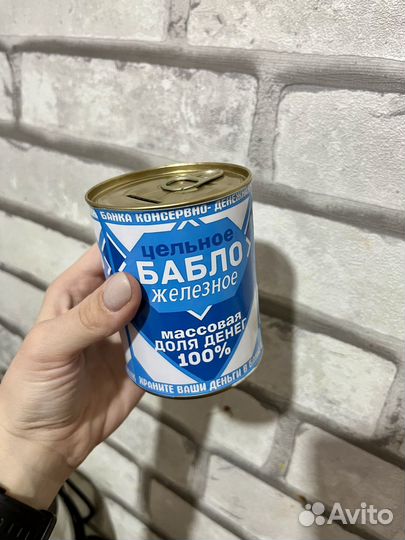 БАНКА КОНСЕРВНО-ДЕНЕЖНАЯ
цельное
БАБЛО
железное
массовая
ДОЛЯ ДЕНЕГ
100%
ХРАНИТЕ ВАШИ ДЕНЬГИ В
Avito